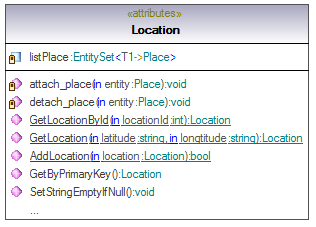 «attributes»
Location
listPlace:EntitySet<T1->Place>
attach_place(in entity:Place):void
detach_place(in entity:Place):void
GetLocationById(in locationId:int):Location
GetLocation(in latitude:string, in longtitude:string):Location
AddLocation(in location:Location):bool
GetByPrimaryKey():Location
SetStringEmptyIfNull():void
...